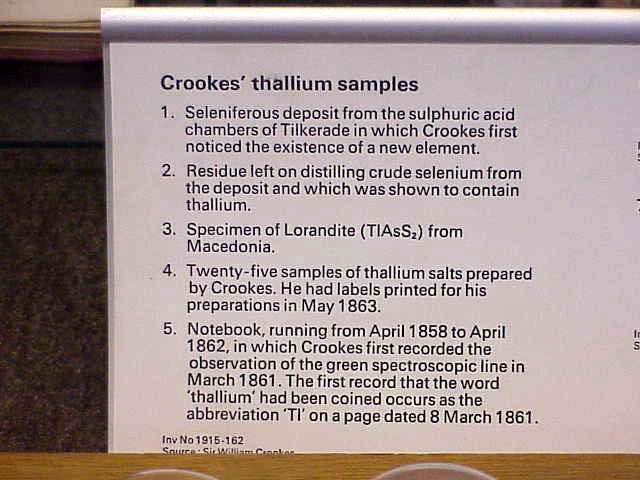 Crookes' thallium samples
1. Seleniferous deposit from the sulphuric acid
chambers of Tilkerade in which Crookes first
noticed the existence of a new element.
2. Residue left on distilling crude selenium from
the deposit and which was shown to contain
thallium.
3. Specimen of Lorandite (TlAsS₂) from
Macedonia.
4. Twenty-five samples of thallium salts prepared
by Crookes. He had labels printed for his
preparations in May 1863.
5. Notebook, running from April 1858 to April
1862, in which Crookes first recorded the
observation of the green spectroscopic line in
March 1861. The first record that the word
'thallium' had been coined occurs as the
abbreviation 'Tl' on a page dated 8 March 1861.
Inv No 1915-162
Source: Sir William Crookes